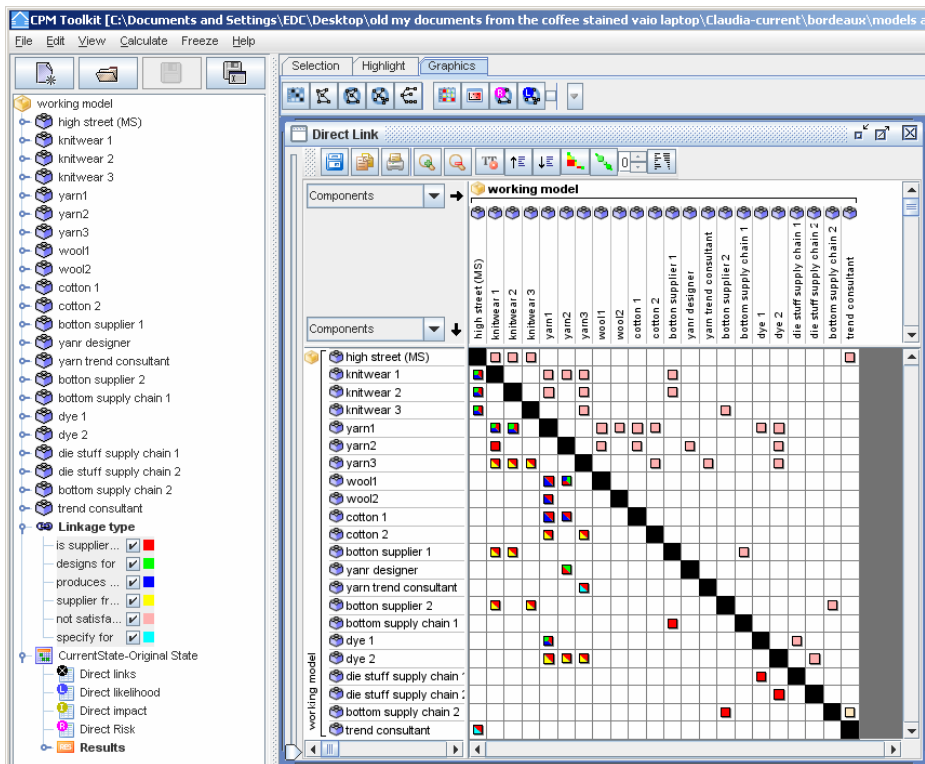 CPM Toolkit [C:\Documents and Settings\EDC\Desktop\old my documents from the coffee stained vaio laptop\Claudia-current\bordeaux\models a
File Edit View Calculate Freeze Help
Selection Highlight Graphics
working model
high street (MS)
knitwear 1
knitwear 2
knitwear 3
yarn1
yarn2
yarn3
wool1
wool2
cotton 1
cotton 2
botton supplier 1
yanr designer
yarn trend consultant
botton supplier 2
bottom supply chain 1
dye 1
dye 2
die stuff supply chain 1
die stuff supply chain 2
bottom supply chain 2
trend consultant
Linkage type
is supplier...
designs for
produces ...
supplier fr...
not satisfa...
specify for
CurrentState-Original State
Direct links
Direct likelihood
Direct impact
Direct Risk
Results
Direct Link
0
Components
working model
Components
high street (MS)
knitwear 1
knitwear 2
knitwear 3
yarn1
yarn2
yarn3
wool1
wool2
cotton 1
cotton 2
botton supplier 1
yanr designer
yarn trend consultant
botton supplier 2
bottom supply chain 1
dye 1
dye 2
die stuff supply chain 1
die stuff supply chain 2
bottom supply chain 2
trend consultant
working model
high street (MS)
knitwear 1
knitwear 2
knitwear 3
yarn1
yarn2
yarn3
wool1
wool2
cotton 1
cotton 2
botton supplier 1
yanr designer
yarn trend consultant
botton supplier 2
bottom supply chain 1
dye 1
dye 2
die stuff supply chain
die stuff supply chain
bottom supply chain 2
trend consultant